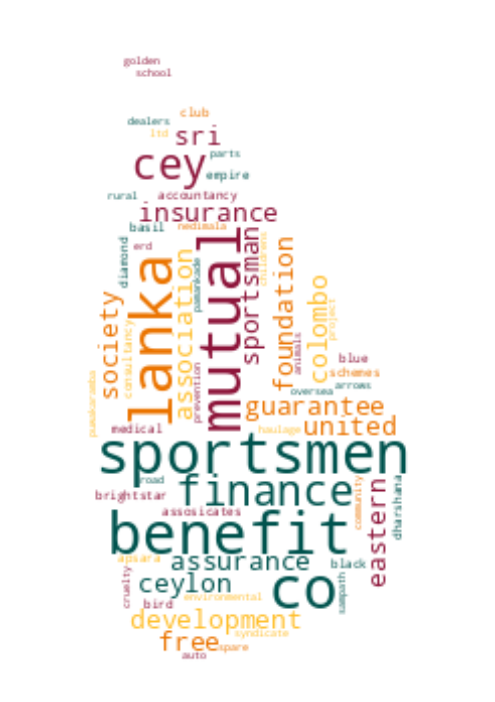 golden
school
club
dealers
ltd
sri
parts
cey
empire
rural
accountancy
insurance
basil
nedimala
erd
diamond
lanka
association
pamankade
mutual
sportsman
childrens
foundation
society
consultancy
colombo
project
animals
prevention
pamakaramba
blue
schemes
arrows
oversea
guarantee
medical
haulage
united
sportsmen
road
finance
brightstar
community
eastern
dharshana
assosicates
benefit
apsara
assurance
black
ceylon
co
sampath
cruelty
environmental
bird
development
syndicate
free
spare
auto